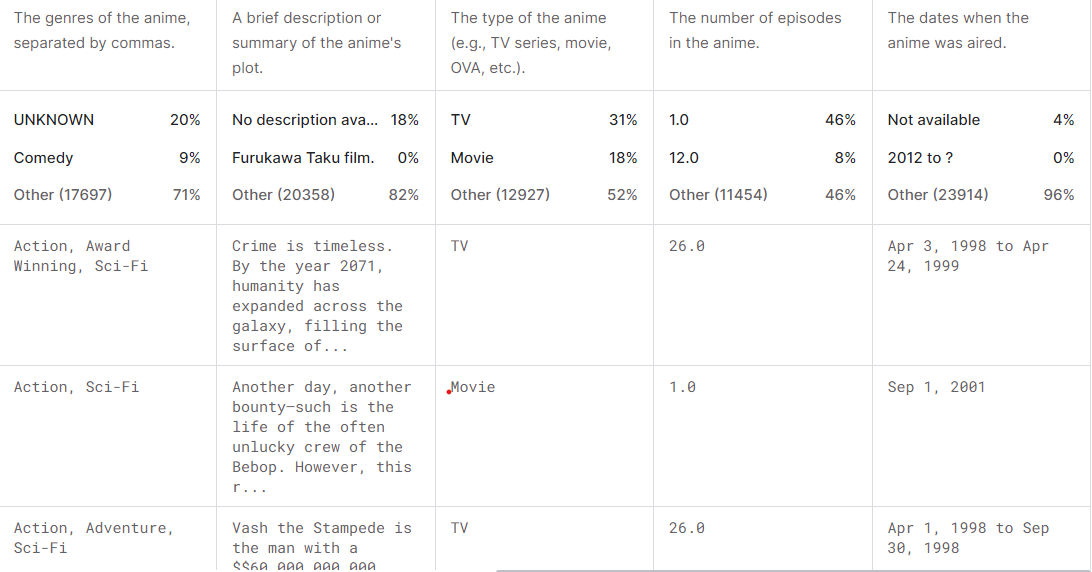 The genres of the anime,
separated by commas.
A brief description or
summary of the anime's
plot.
The type of the anime
(e.g., TV series, movie,
OVA, etc.).
The number of episodes
in the anime.
The dates when the
anime was aired.
UNKNOWN 20%
Comedy 9%
Other (17697) 71%
No description ava... 18%
Furukawa Taku film. 0%
Other (20358) 82%
TV 31%
Movie 18%
Other (12927) 52%
1.0 46%
12.0 8%
Other (11454) 46%
Not available 4%
2012 to ? 0%
Other (23914) 96%
Action, Award
Winning, Sci-Fi
Crime is timeless.
By the year 2071,
humanity has
expanded across the
galaxy, filling the
surface of...
TV
26.0
Apr 3, 1998 to Apr
24, 1999
Action, Sci-Fi
Another day, another
bounty—such is the
life of the often
unlucky crew of the
Bebop. However, this
r...
Movie
1.0
Sep 1, 2001
Action, Adventure,
Sci-Fi
Vash the Stampede is
the man with a
$$60,000,000,000
TV
26.0
Apr 1, 1998 to Sep
30, 1998